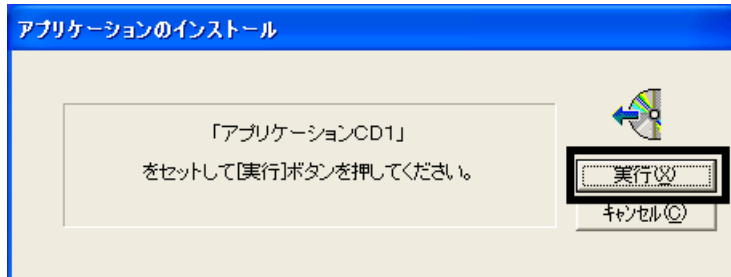 アプリケーションのインストール
「アプリケーションCD1」
をセットして[実行]ボタンを押してください。
実行(X)
キャンセル(C)